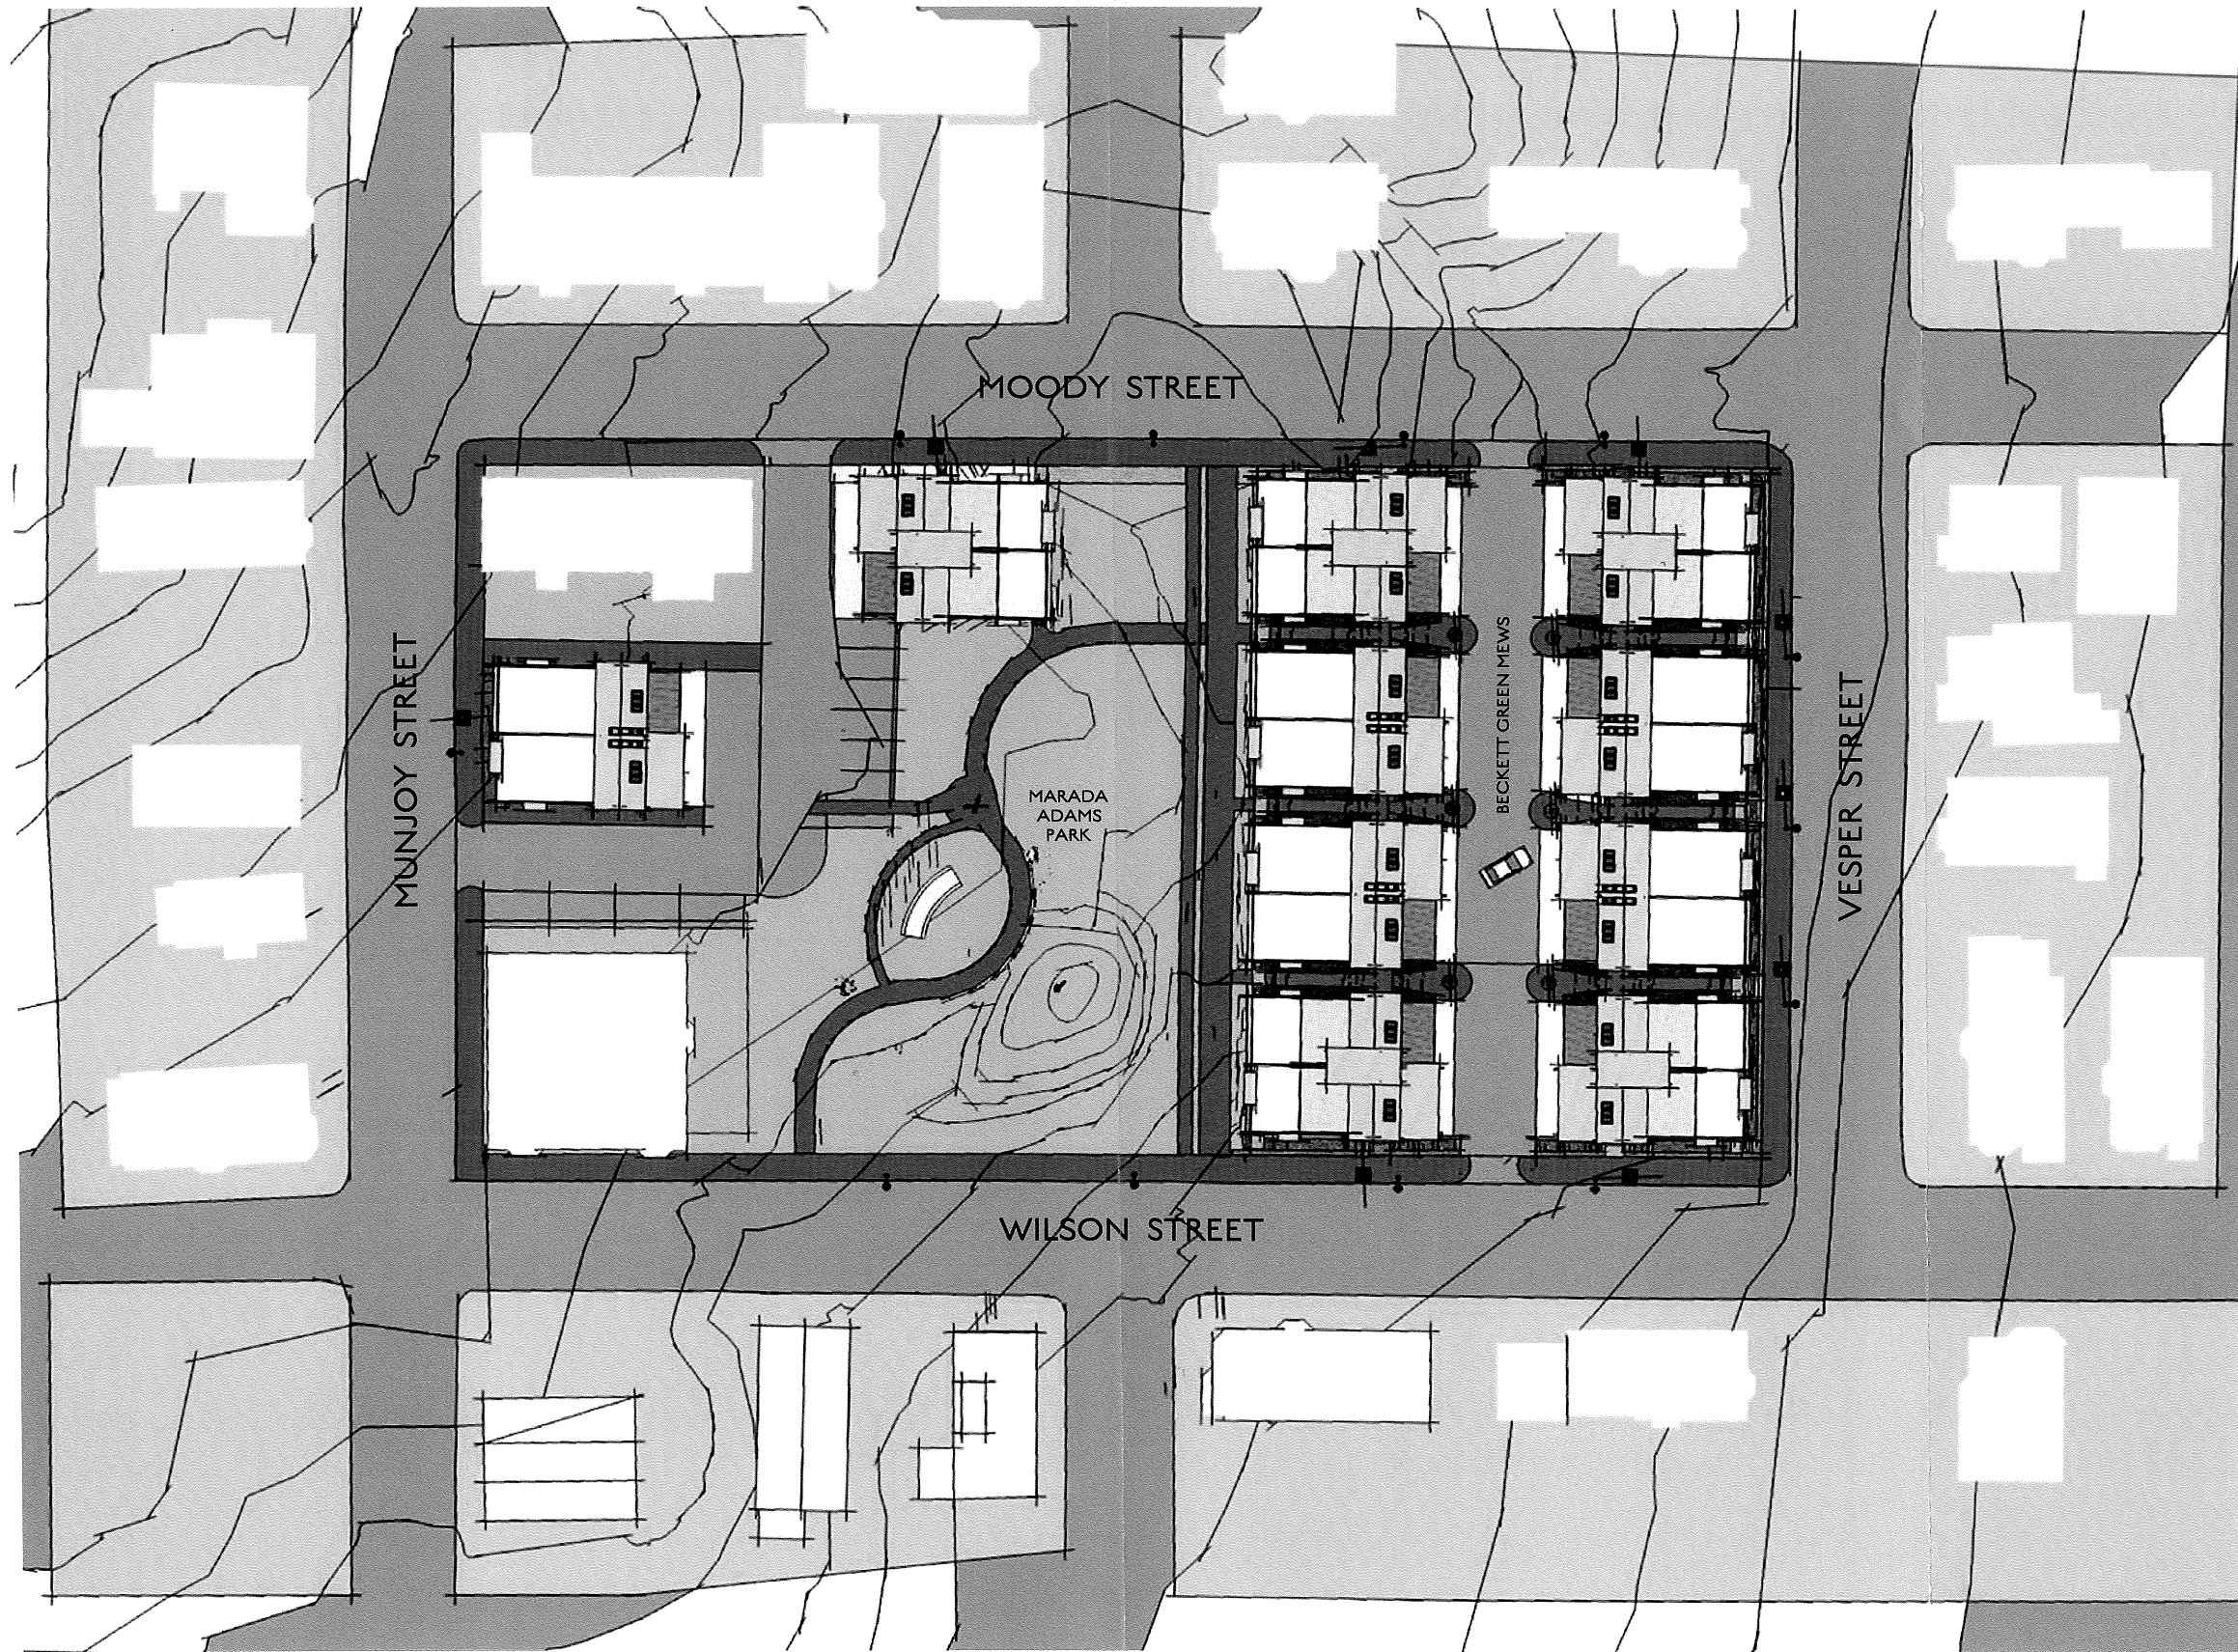 MOODY STREET
MUNJOY STREET
BECKETT GREEN MEWS
VESPER STREET
MARADA
ADAMS
PARK
WILSON STREET